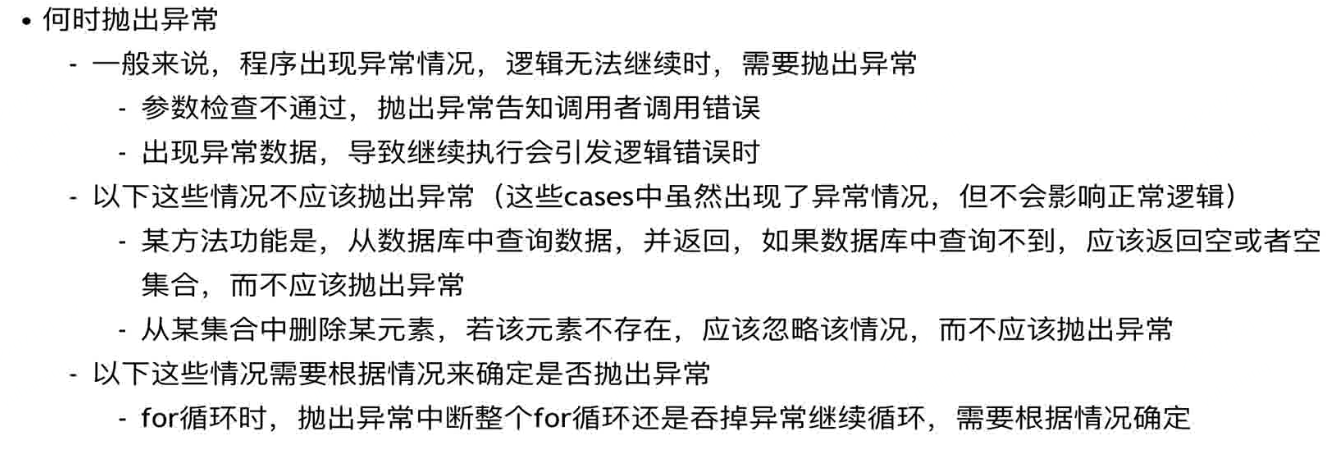 • 何时抛出异常
- 一般来说，程序出现异常情况，逻辑无法继续时，需要抛出异常
- 参数检查不通过，抛出异常告知调用者调用错误
- 出现异常数据，导致继续执行会引发逻辑错误时
- 以下这些情况不应该抛出异常（这些cases中虽然出现了异常情况，但不会影响正常逻辑）
- 某方法功能是，从数据库中查询数据，并返回，如果数据库中查询不到，应该返回空或者空
集合，而不应该抛出异常
- 从某集合中删除某元素，若该元素不存在，应该忽略该情况，而不应该抛出异常
- 以下这些情况需要根据情况来确定是否抛出异常
- for循环时，抛出异常中断整个for循环还是吞掉异常继续循环，需要根据情况确定